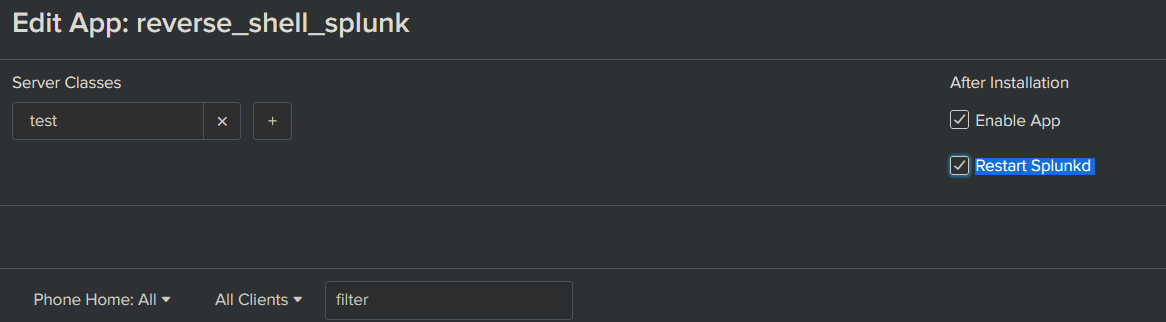 Edit App: reverse_shell_splunk
Server Classes
After Installation
test × +
Enable App
Restart Splunkd
Phone Home: All
All Clients
filter